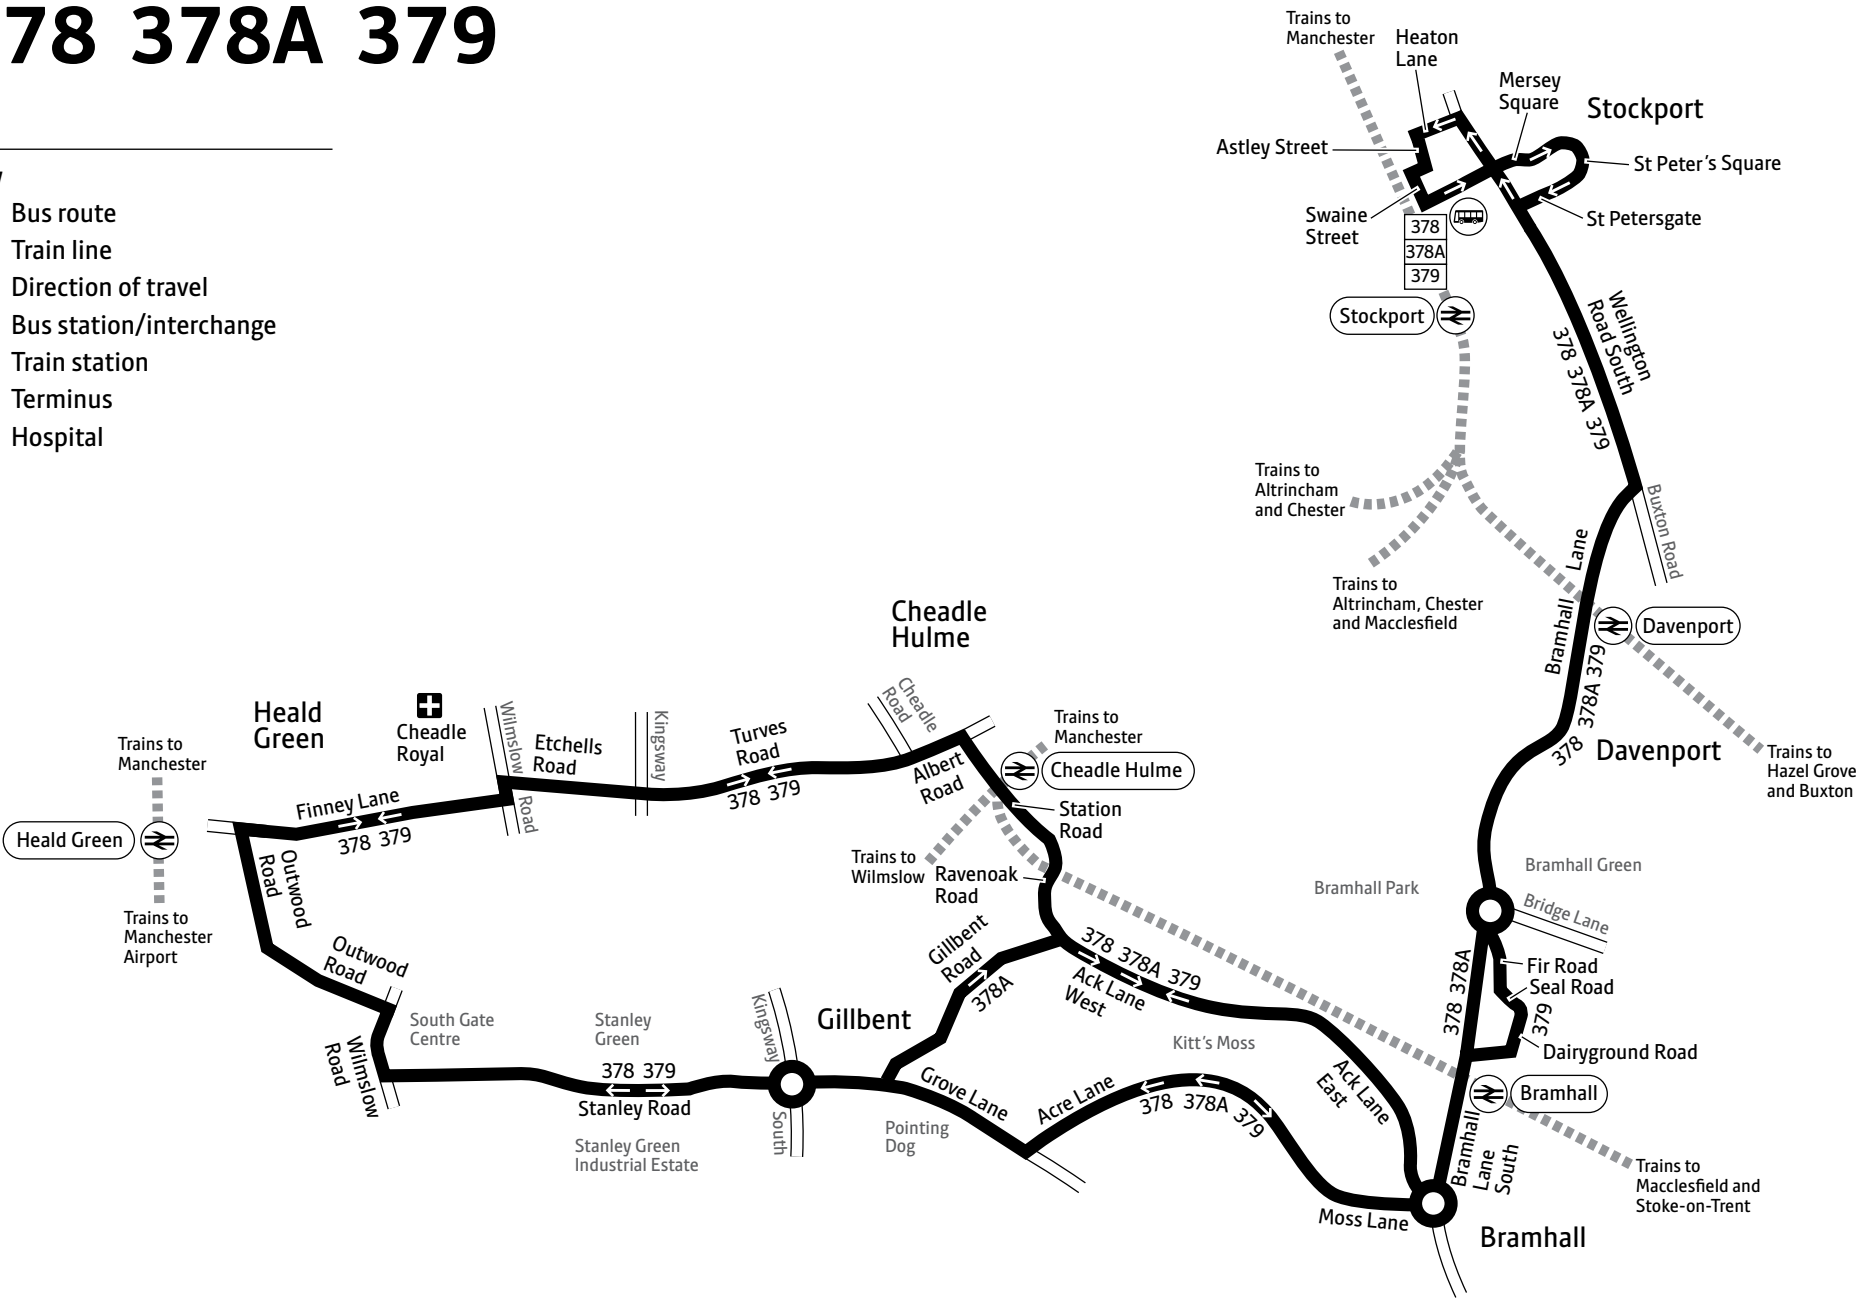 78 378A 379
Bus route
Train line
Direction of travel
Bus station/interchange
Train station
Terminus
Hospital
Trains to
Manchester
Heaton
Lane
Mersey
Square
Stockport
Astley Street
St Peter's Square
Swaine
Street
St Petersgate
378
378A
379
Stockport
Wellington
Road South
378 378A 379
Trains to
Altrincham
and Chester
Buxton Road
Trains to
Altrincham, Chester
and Macclesfield
Bramhall Lane
Davenport
378 378A 379
Davenport
Trains to
Hazel Grove
and Buxton
Cheadle
Hulme
Cheadle
Road
Heald
Green
Cheadle
Royal
Wilmslow
Road
Etchells
Road
Kingsway
Turves
Road
378 379
Albert
Road
Trains to
Manchester
Cheadle Hulme
Station
Road
Trains to
Manchester
Finney Lane
378 379
Heald Green
Trains to
Manchester
Airport
Outwood
Road
Outwood
Road
Trains to
Wilmslow
Ravenoak
Road
Bramhall Park
Bramhall Green
Bridge Lane
Gillbent
Road
378A
378 378A 379
Ack Lane
West
Fir Road
Seal Road
378 378A
379
Dairyground Road
South Gate
Centre
Stanley
Green
Kingsway
South
Gillbent
Kitt's Moss
Wilmslow
Road
378 379
Stanley Road
Stanley Green
Industrial Estate
Grove Lane
Pointing
Dog
Acre Lane
378 378A 379
Ack Lane
East
Bramhall
Bramhall
Lane
South
Trains to
Macclesfield and
Stoke-on-Trent
Moss Lane
Bramhall